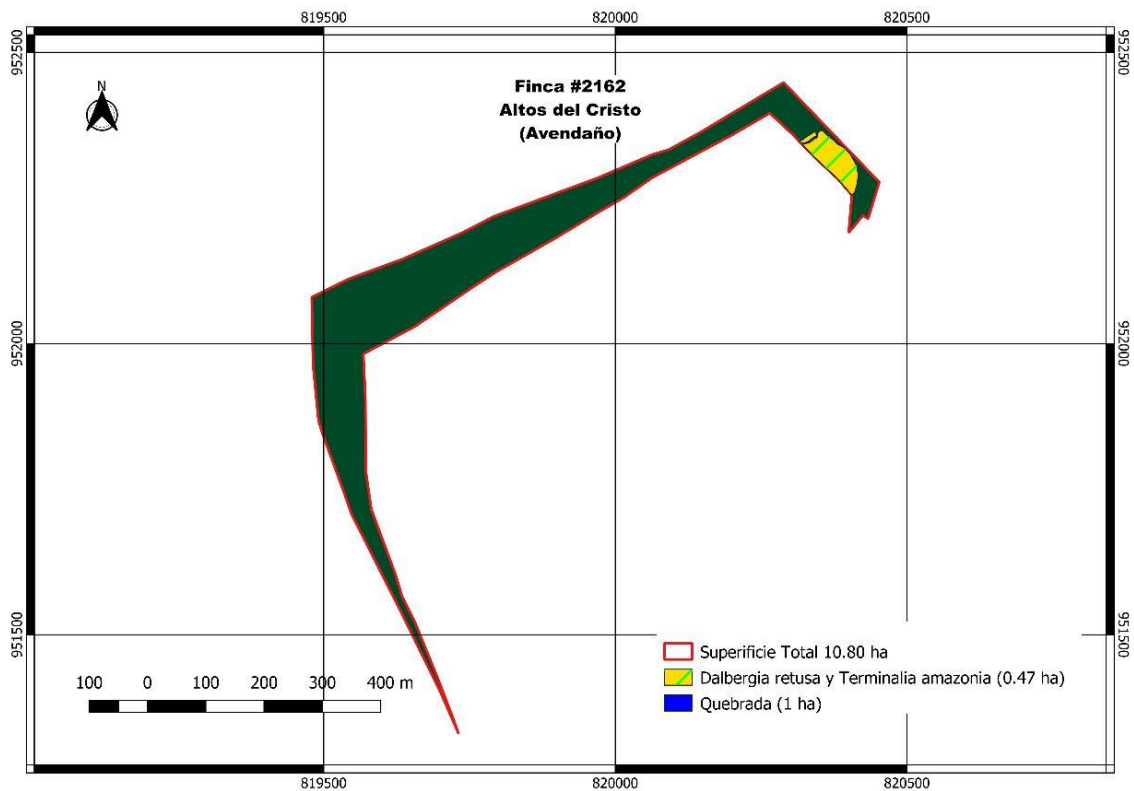 819500 820000 820500
952500 952500
N
Finca #2162
Altos del Cristo
(Avendaño)
952000 952000
951500 951500
Superificie Total 10.80 ha
100 0 100 200 300 400 m
Dalbergia retusa y Terminalia amazonia (0.47 ha)
Quebrada (1 ha)
819500 820000 820500